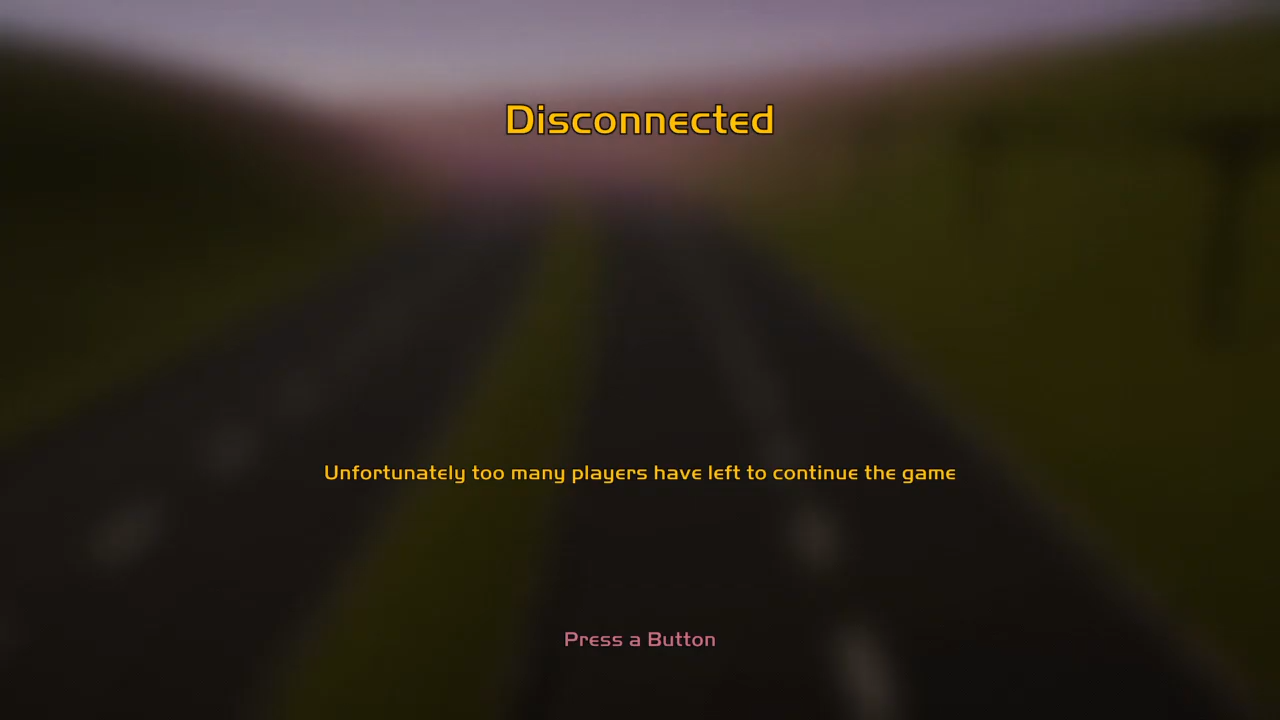 Disconnected
Unfortunately too many players have left to continue the game
Press a Button